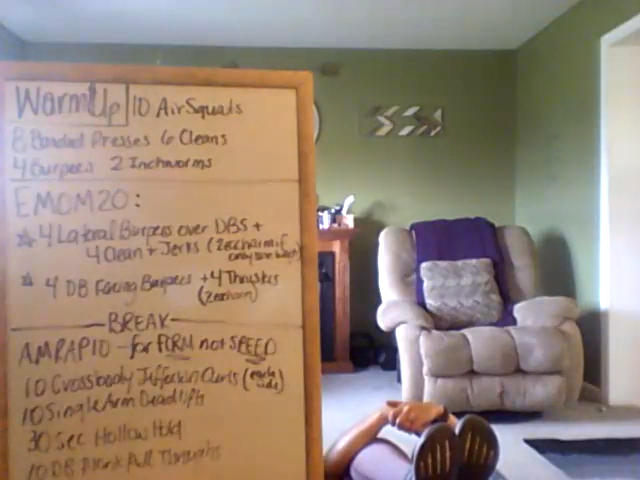 WarmUp 10 AirSquats
8 Banded Presses 6 Cleans
4 Burpees 2 Inchworms
EMOM20:
☆ 4 Lateral Burpees over DBS +
4 Clean + Jerks (2 each arm if only one weight)
☆ 4 DB Facing Burpees + 4 Thrusters
(2 each arm)
BREAK
AMRAP10 - for FORM not SPEED
10 Crossbody Jefferson Curls (each side)
10 Single Arm Deadlifts
30 Sec Hollow Hold
10 DB Plank Pull Throughs